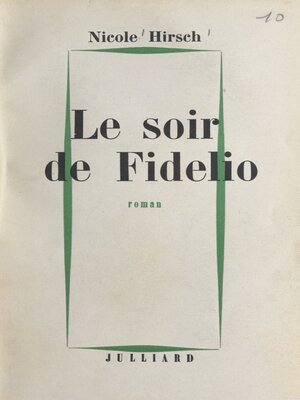 10
Nicole Hirsch
Le soir
de Fidelio
roman
JULLIARD